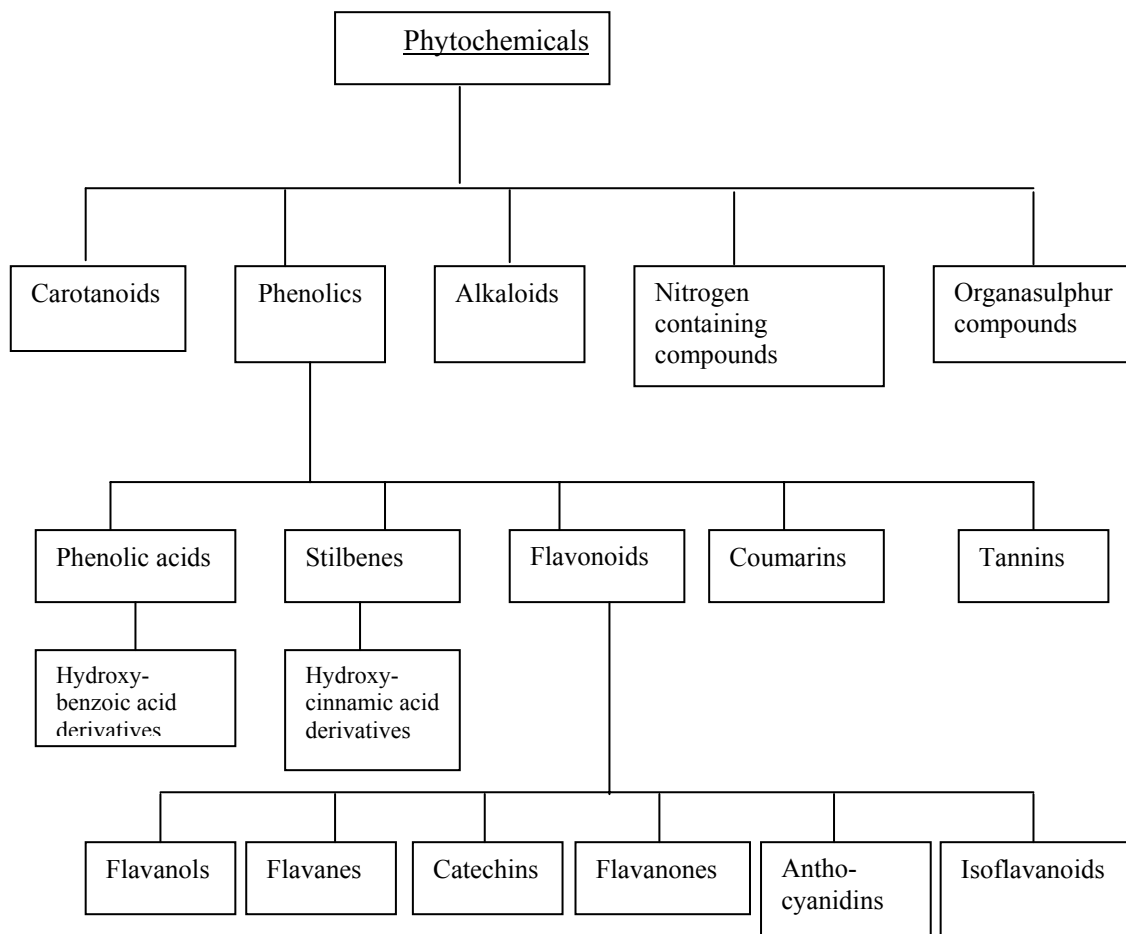 Phytochemicals
Carotanoids
Phenolics
Alkaloids
Nitrogen
containing
compounds
Organasulphur
compounds
Phenolic acids
Stilbenes
Flavonoids
Coumarins
Tannins
Hydroxy-
benzoic acid
derivatives
Hydroxy-
cinnamic acid
derivatives
Flavanols
Flavanes
Catechins
Flavanones
Antho-
cyanidins
Isoflavanoids